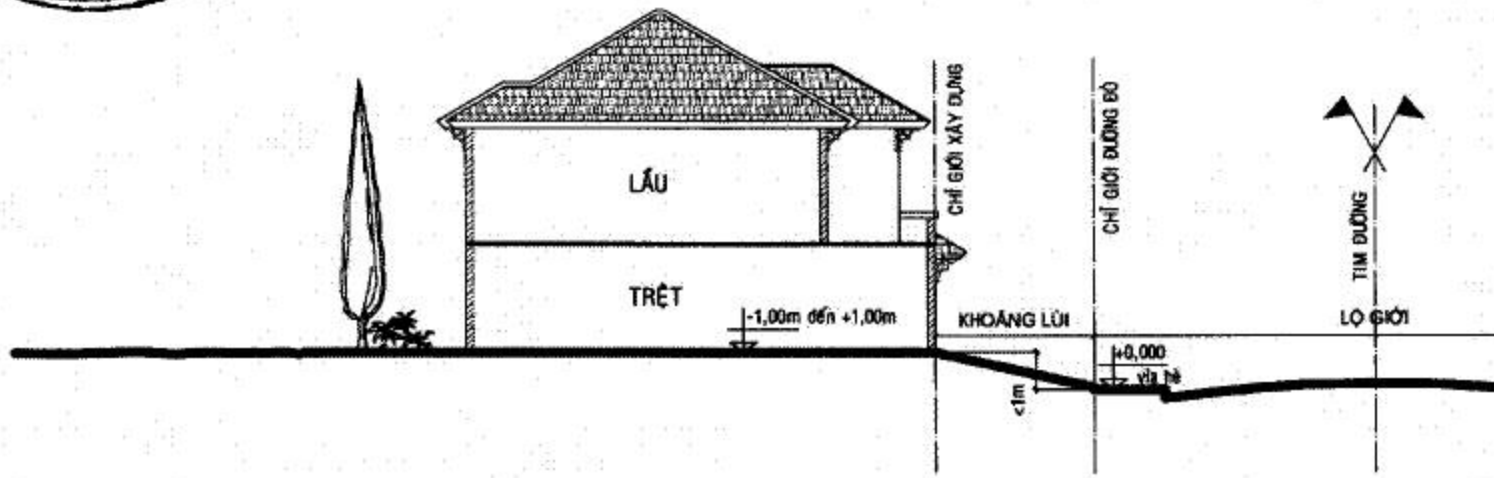 CHỈ GIỚI XÂY DỰNG
CHỈ GIỚI ĐƯỜNG ĐỎ
TIM ĐƯỜNG
LẦU
TRỆT
-1,00m đến +1,00m
KHOẢNG LÙI
LỘ GIỚI
+0,000
vỉa hè
<1m